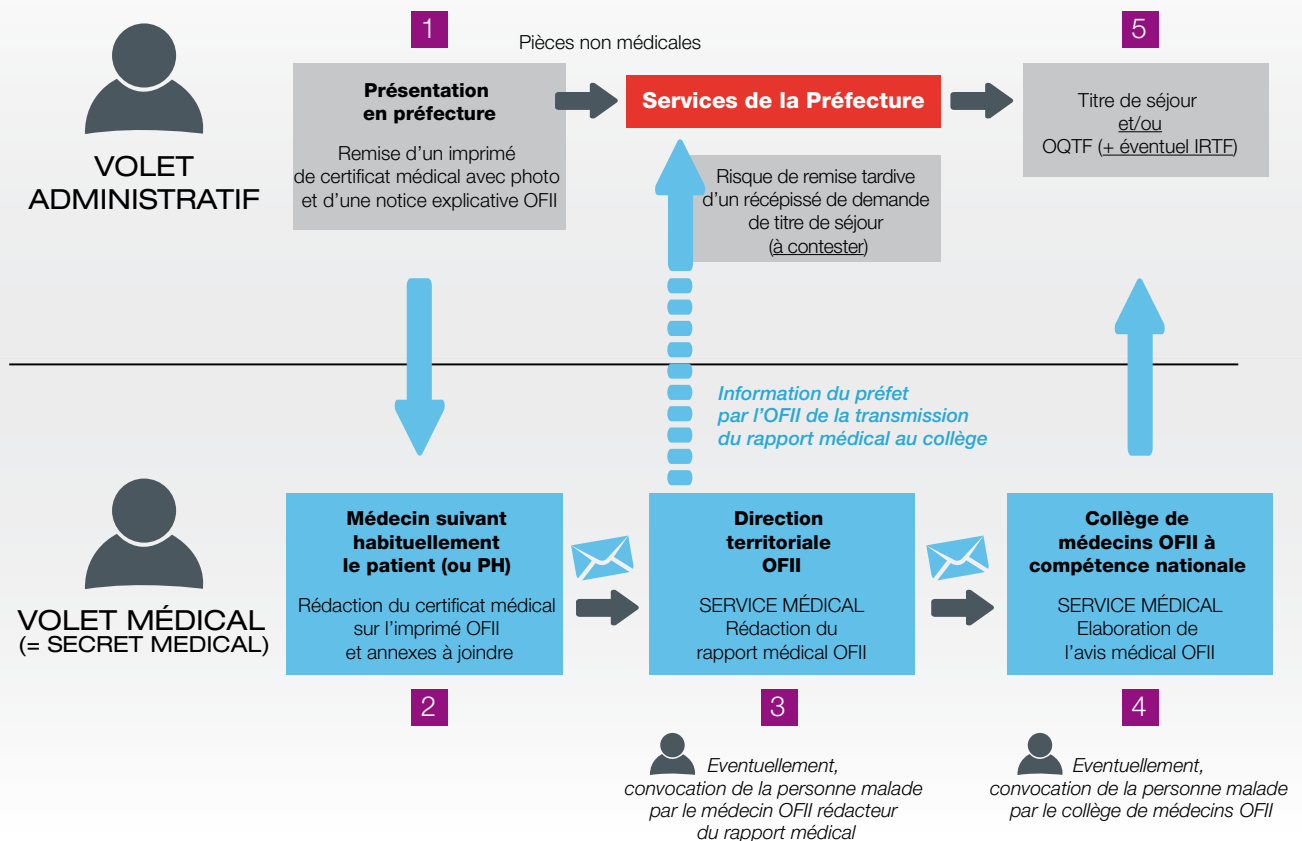 1
Pièces non médicales
5
Présentation
en préfecture
Remise d'un imprimé
de certificat médical avec photo
et d'une notice explicative OFII
Services de la Préfecture
Titre de séjour
et/ou
OQTF (+ éventuel IRTF)
VOLET
ADMINISTRATIF
Risque de remise tardive
d'un récépissé de demande
de titre de séjour
(à contester)
Information du préfet
par l'OFII de la transmission
du rapport médical au collège
VOLET MÉDICAL
(= SECRET MEDICAL)
Médecin suivant
habituellement
le patient (ou PH)
Rédaction du certificat médical
sur l'imprimé OFII
et annexes à joindre
2
Direction
territoriale
OFII
SERVICE MÉDICAL
Rédaction du
rapport médical OFII
3
Eventuellement,
convocation de la personne malade
par le médecin OFII rédacteur
du rapport médical
Collège de
médecins OFII à
compétence nationale
SERVICE MÉDICAL
Elaboration de
l'avis médical OFII
4
Eventuellement,
convocation de la personne malade
par le collège de médecins OFII